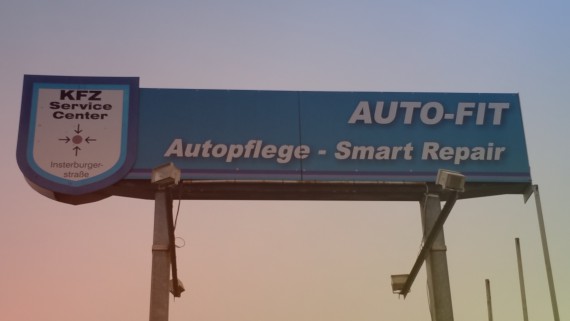 KFZ
Service
Center
Insterburger-
straße
AUTO-FIT
Autopflege - Smart Repair